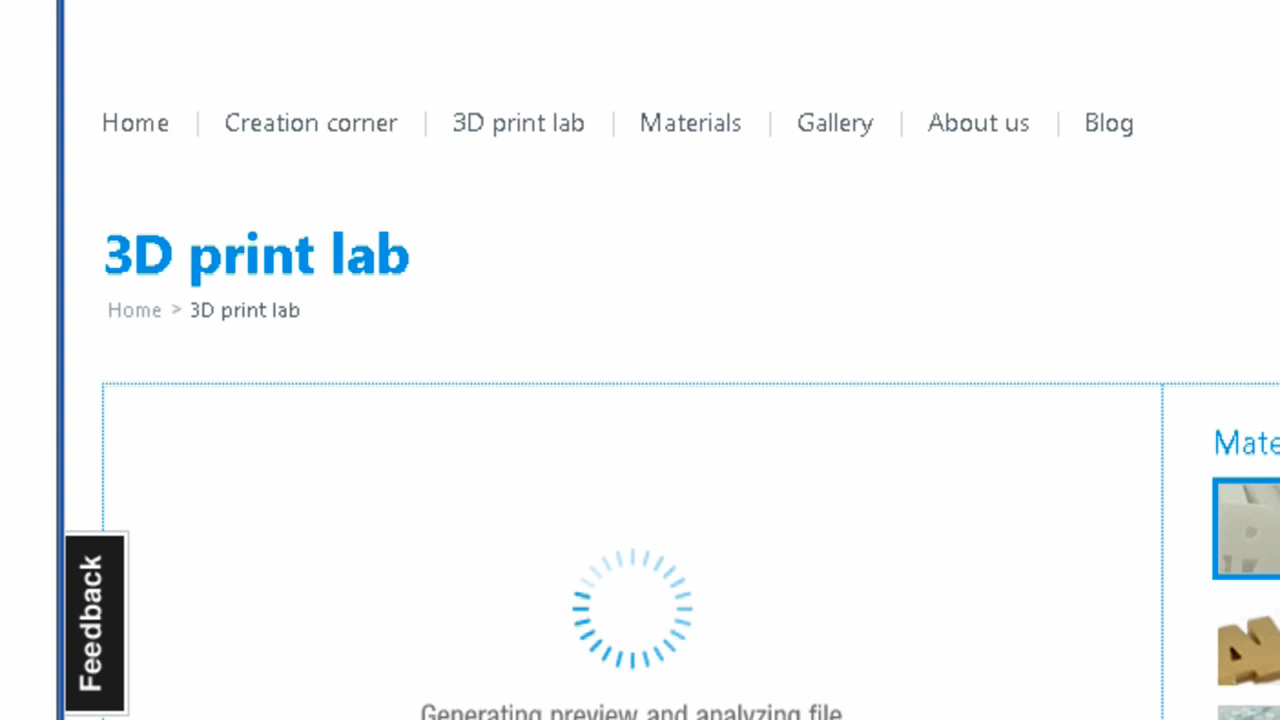 Home | Creation corner | 3D print lab | Materials | Gallery | About us | Blog
3D print lab
Home > 3D print lab
Mate
Feedback
Generating preview and analyzing file